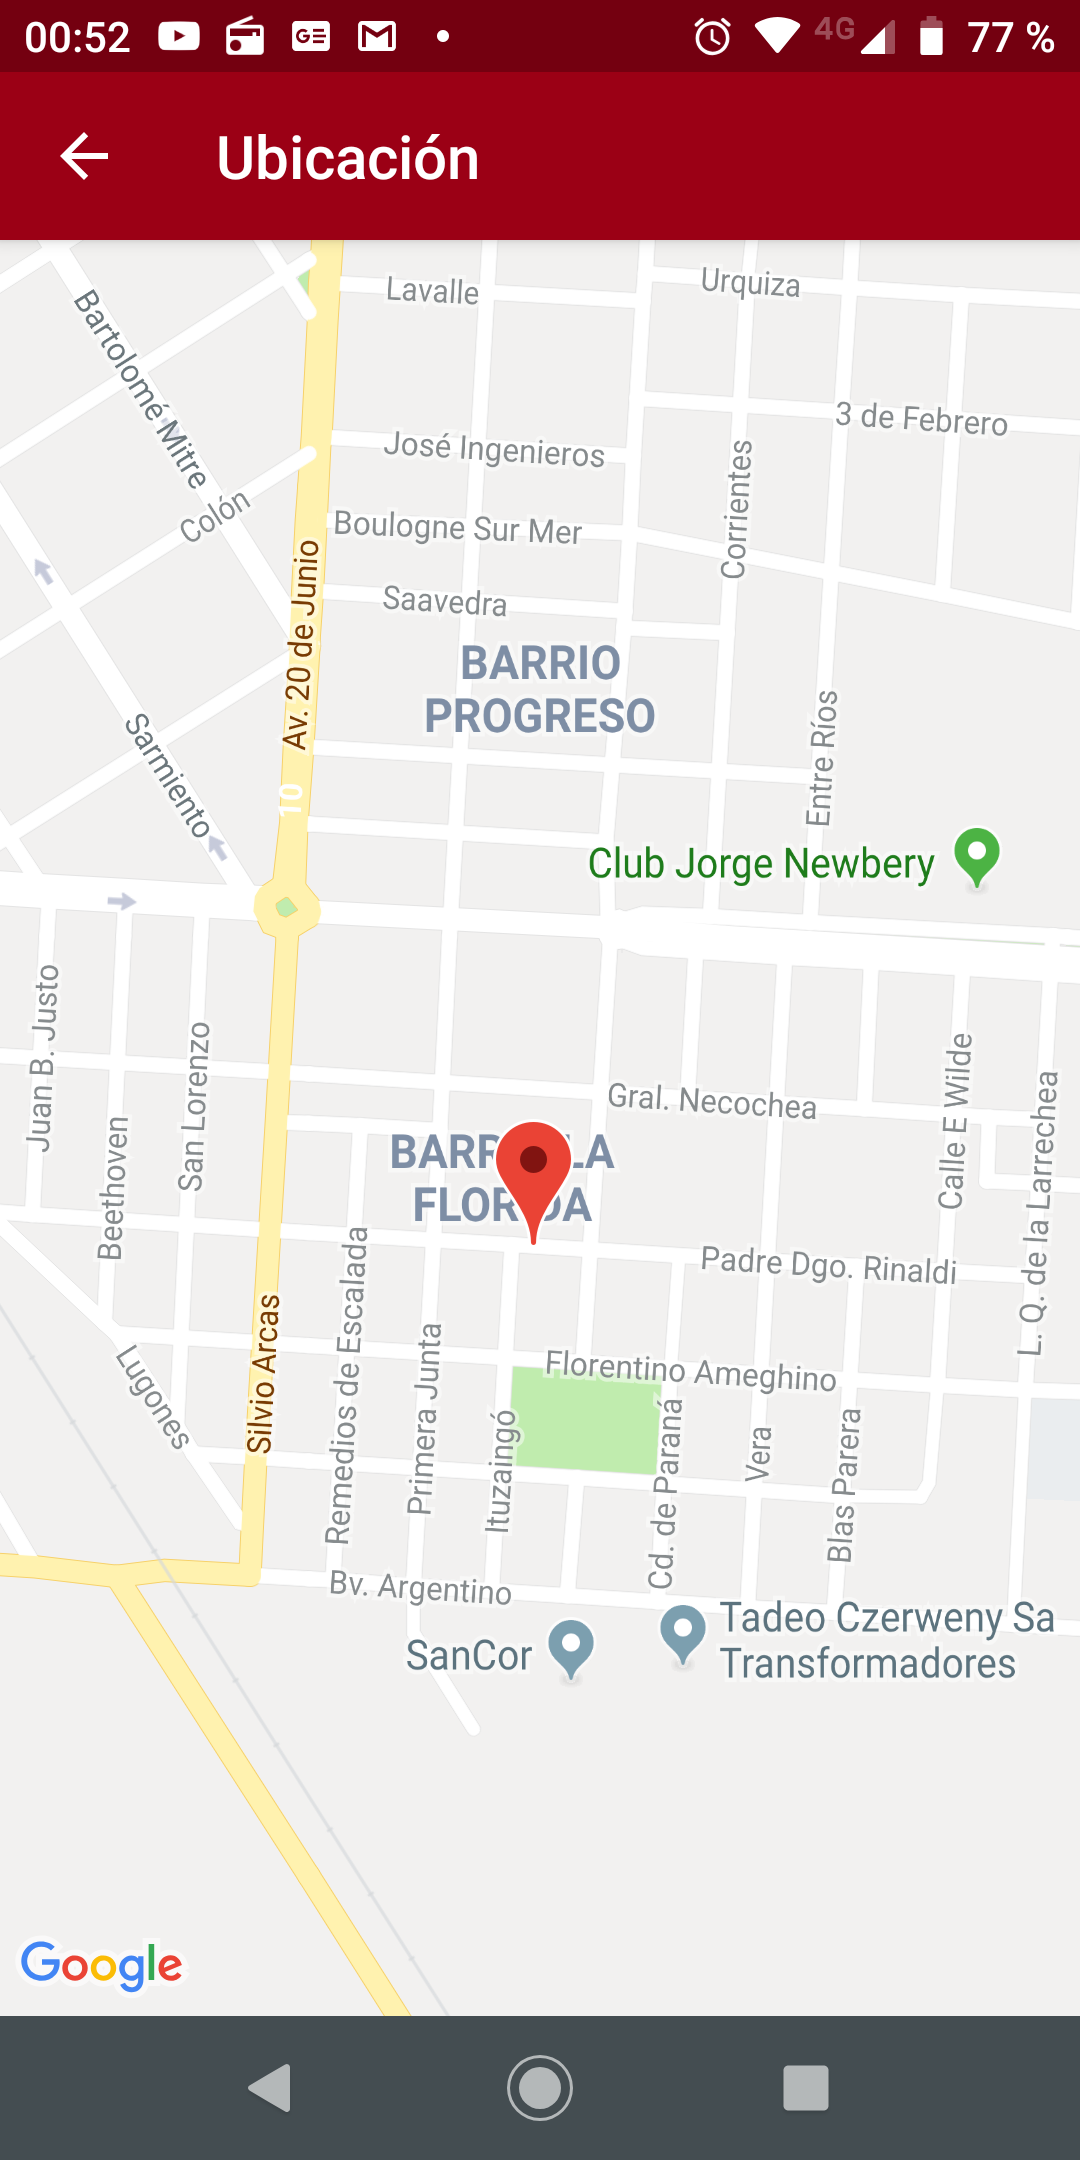 00:52
4G
77 %
Ubicación
Lavalle
Urquiza
Bartolomé Mitre
3 de Febrero
José Ingenieros
Corrientes
Colón
Boulogne Sur Mer
Av. 20 de Junio
Saavedra
BARRIO
PROGRESO
Sarmiento
Entre Ríos
10
Club Jorge Newbery
Juan B. Justo
San Lorenzo
Beethoven
Gral. Necochea
Calle E Wilde
L. Q. de la Larrechea
BARR LA
FLOR DA
Padre Dgo. Rinaldi
Remedios de Escalada
Silvio Arcas
Primera Junta
Lugones
Florentino Ameghino
Ituzaingó
Cd. de Paraná
Vera
Blas Parera
Bv. Argentino
SanCor
Tadeo Czerweny Sa
Transformadores
Google